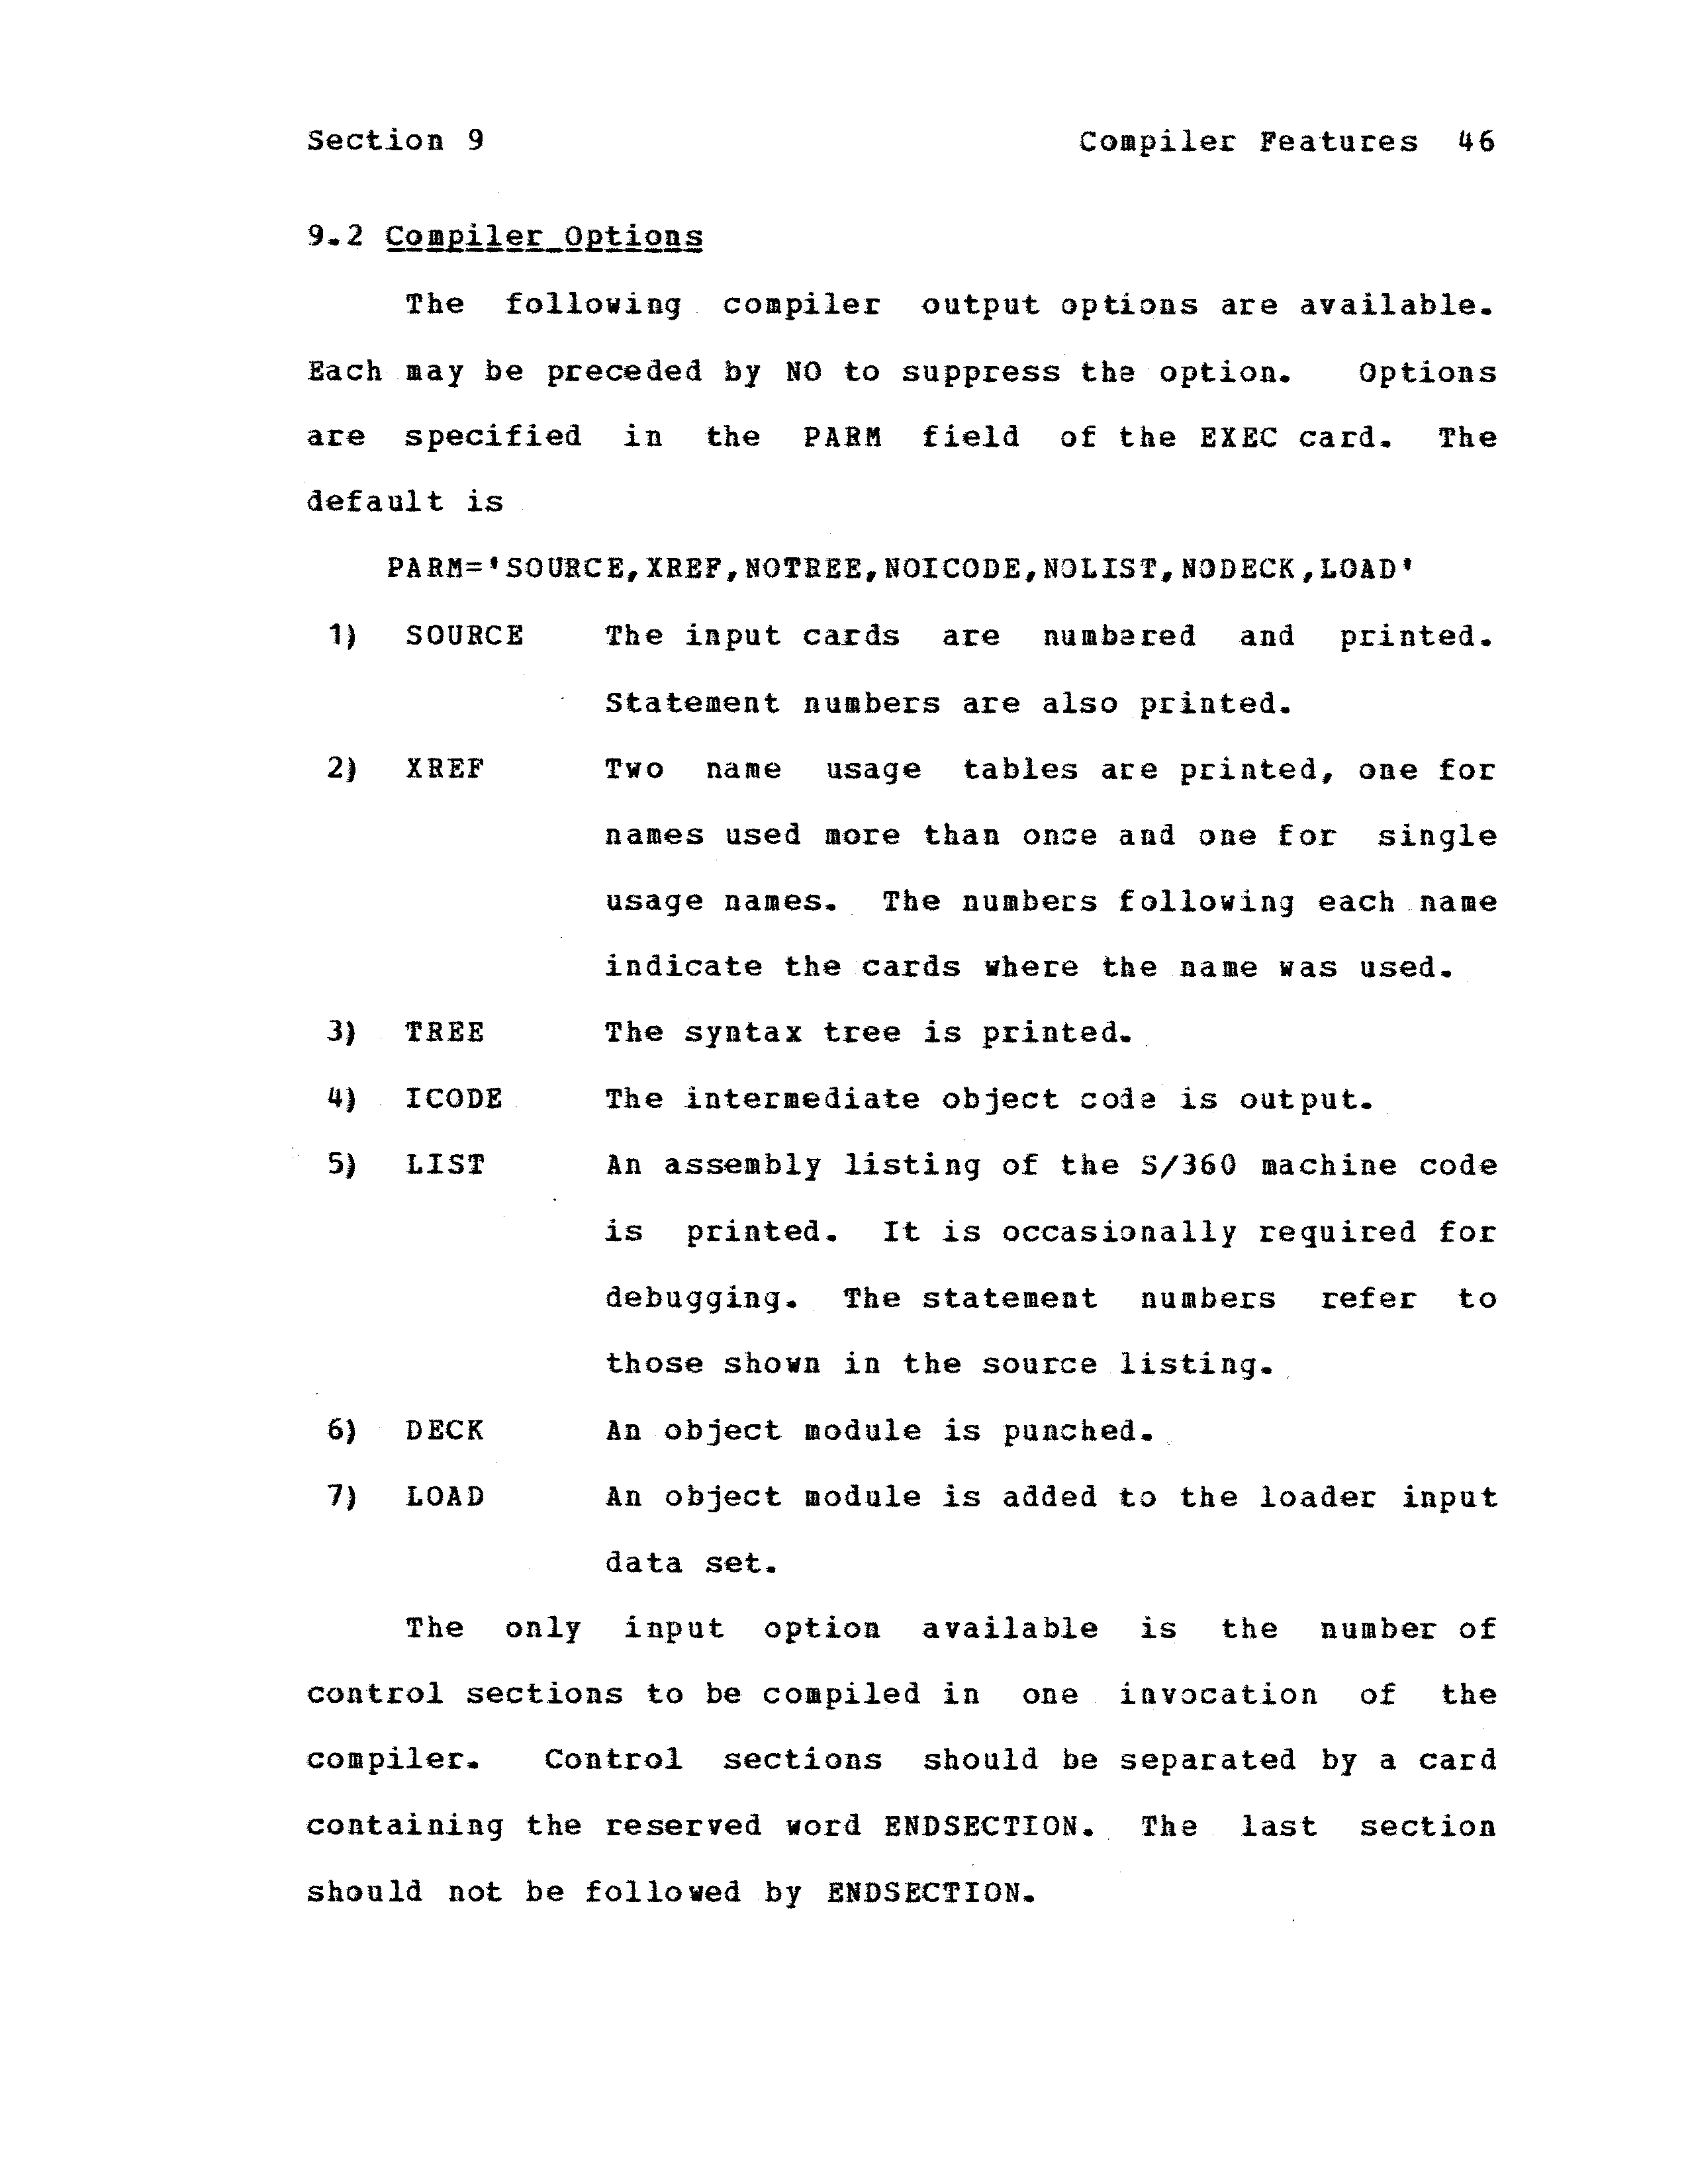 Section 9 Compiler Features 46
9.2 Compiler Options
The following compiler output options are available.
Each may be preceded by NO to suppress the option. Options
are specified in the PARM field of the EXEC card. The
default is
PARM='SOURCE,XREF,NOTREE,NOICODE,NOLIST,NODECK,LOAD'
1) SOURCE The input cards are numbered and printed.
Statement numbers are also printed.
2) XREF Two name usage tables are printed, one for
names used more than once and one for single
usage names. The numbers following each name
indicate the cards where the name was used.
3) TREE The syntax tree is printed.
4) ICODE The intermediate object code is output.
5) LIST An assembly listing of the S/360 machine code
is printed. It is occasionally required for
debugging. The statement numbers refer to
those shown in the source listing.
6) DECK An object module is punched.
7) LOAD An object module is added to the loader input
data set.
The only input option available is the number of
control sections to be compiled in one invocation of the
compiler. Control sections should be separated by a card
containing the reserved word ENDSECTION. The last section
should not be followed by ENDSECTION.